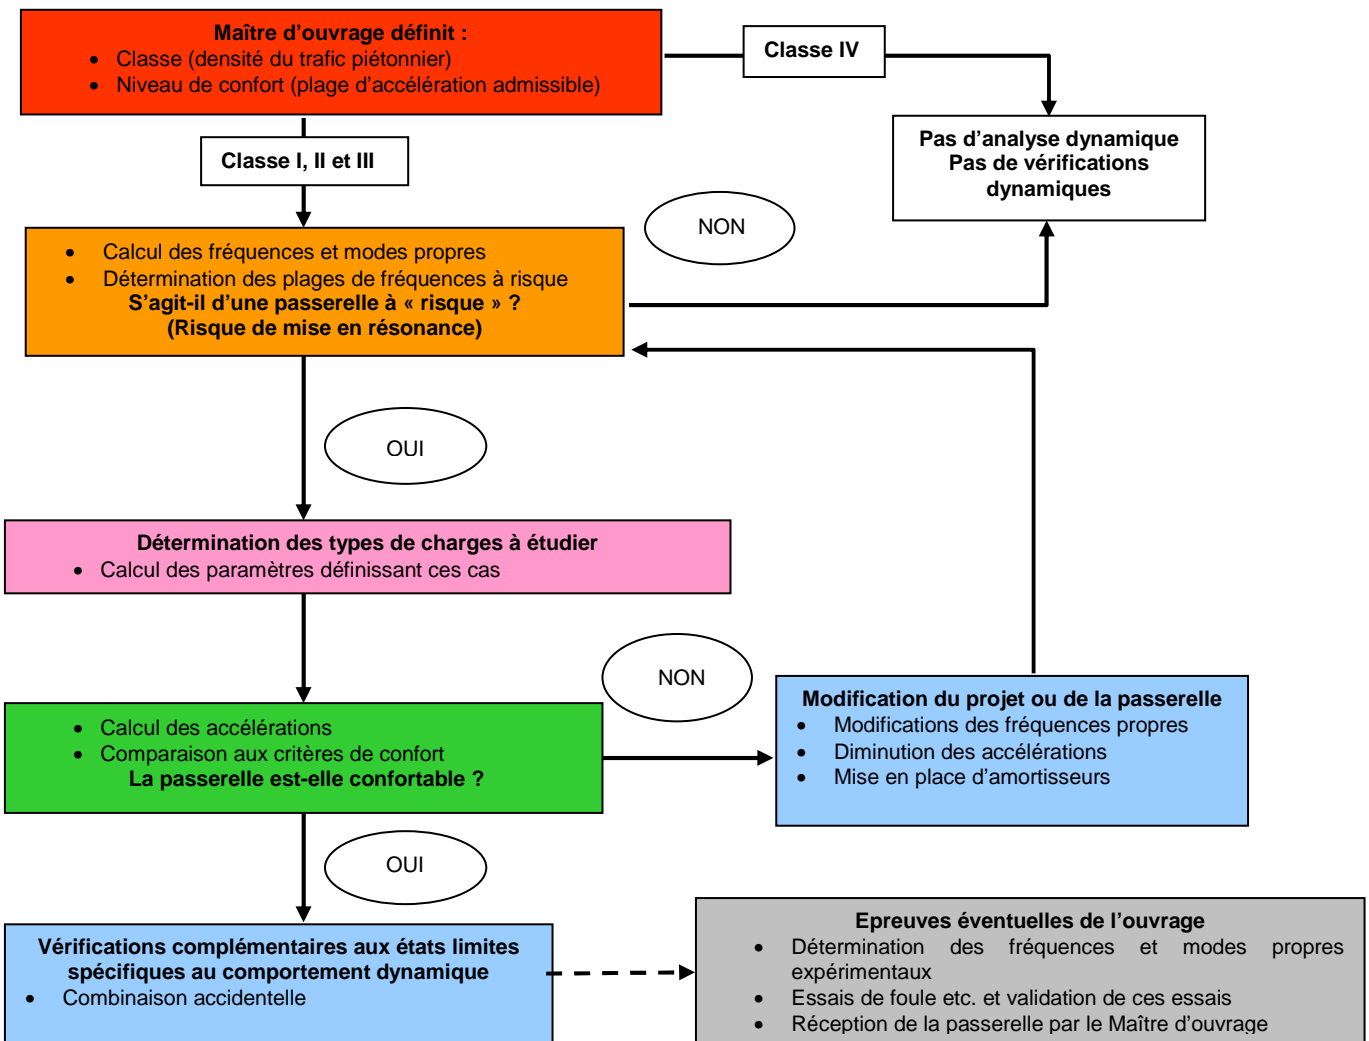 Maître d'ouvrage définit :
• Classe (densité du trafic piétonnier)
• Niveau de confort (plage d'accélération admissible)
Classe IV
Pas d'analyse dynamique
Pas de vérifications
dynamiques
Classe I, II et III
NON
• Calcul des fréquences et modes propres
• Détermination des plages de fréquences à risque
S'agit-il d'une passerelle à « risque » ?
(Risque de mise en résonance)
OUI
Détermination des types de charges à étudier
• Calcul des paramètres définissant ces cas
NON
• Calcul des accélérations
• Comparaison aux critères de confort
La passerelle est-elle confortable ?
Modification du projet ou de la passerelle
• Modifications des fréquences propres
• Diminution des accélérations
• Mise en place d'amortisseurs
OUI
Vérifications complémentaires aux états limites
spécifiques au comportement dynamique
• Combinaison accidentelle
Epreuves éventuelles de l'ouvrage
• Détermination des fréquences et modes propres
expérimentaux
• Essais de foule etc. et validation de ces essais
• Réception de la passerelle par le Maître d'ouvrage